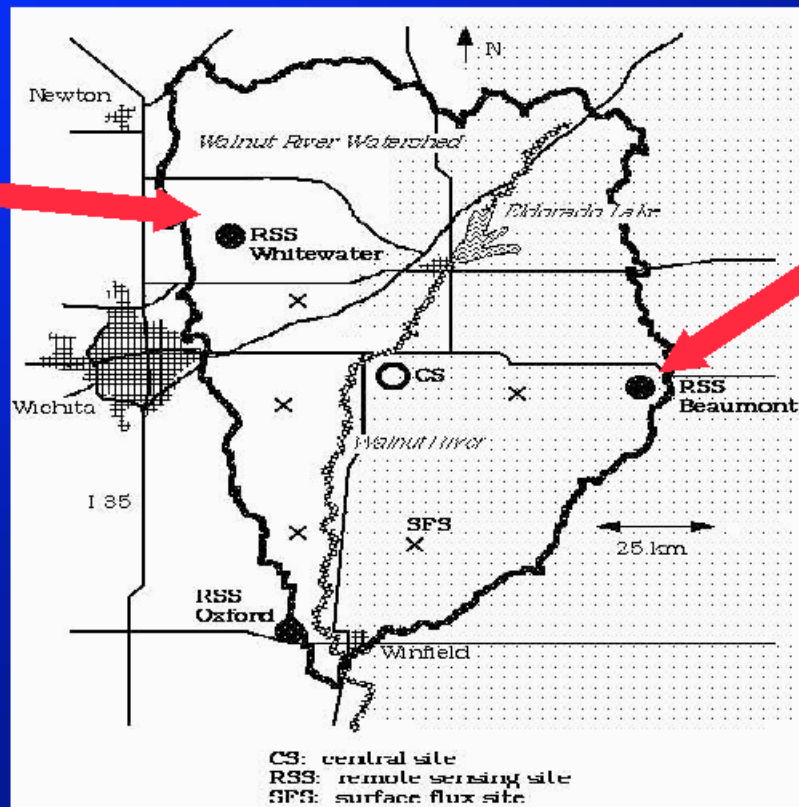 N
Newton
Walnut River Watershed
Eldorado Lake
RSS
Whitewater
CS
RSS
Beaumont
Wichita
Walnut River
I 35
SFS
25 km
RSS
Oxford
Winfield
CS: central site
RSS: remote sensing site
SFS: surface flux site